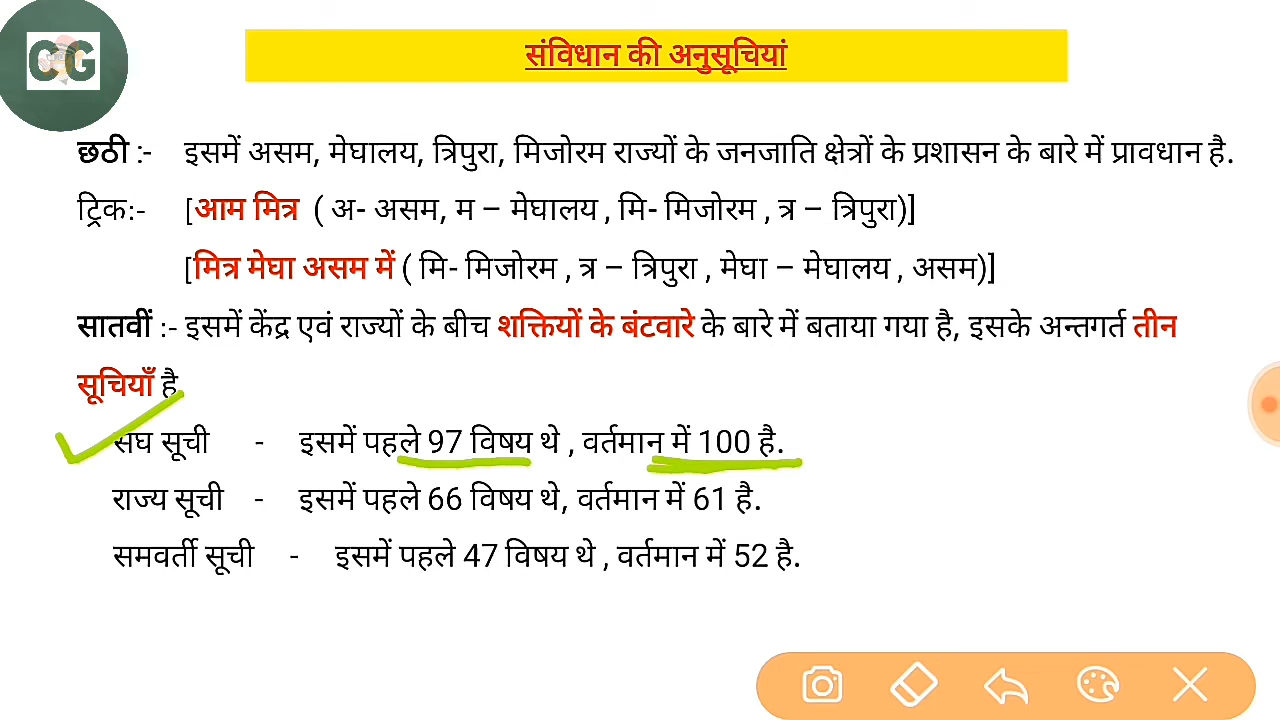 CG
संविधान की अनुसूचियां
छठी :- इसमें असम, मेघालय, त्रिपुरा, मिजोरम राज्यों के जनजाति क्षेत्रों के प्रशासन के बारे में प्रावधान है.
ट्रिक:- [आम मित्र ( अ- असम, म – मेघालय , मि- मिजोरम , त्र – त्रिपुरा)]
[मित्र मेघा असम में ( मि- मिजोरम , त्र – त्रिपुरा , मेघा – मेघालय , असम)]
सातवीं :- इसमें केंद्र एवं राज्यों के बीच शक्तियों के बंटवारे के बारे में बताया गया है, इसके अन्तगर्त तीन
सूचियाँ है
संघ सूची - इसमें पहले 97 विषय थे , वर्तमान में 100 है.
राज्य सूची - इसमें पहले 66 विषय थे, वर्तमान में 61 है.
समवर्ती सूची - इसमें पहले 47 विषय थे , वर्तमान में 52 है.